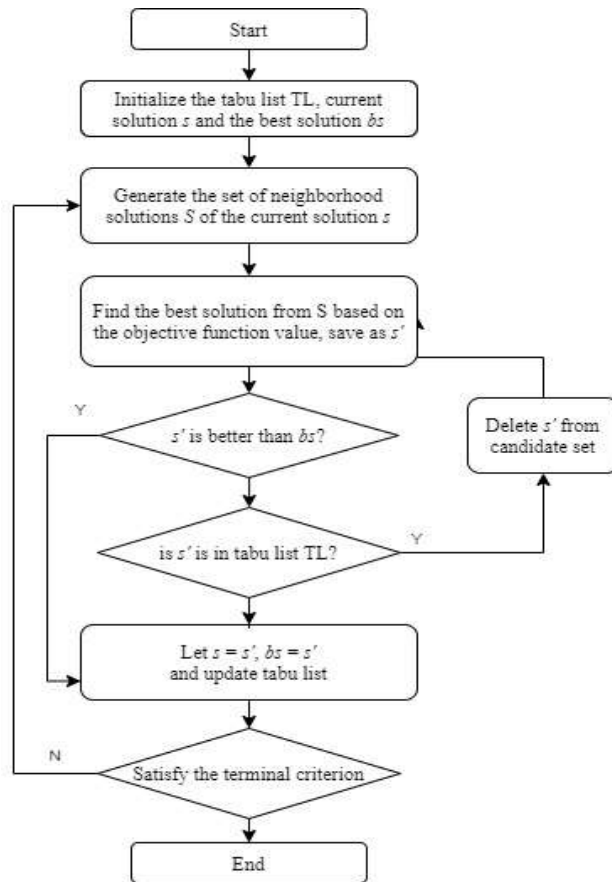 Start
Initialize the tabu list TL, current
solution s and the best solution bs
Generate the set of neighborhood
solutions S of the current solution s
Find the best solution from S based on
the objective function value, save as s'
Y
s' is better than bs?
Delete s' from
candidate set
is s' is in tabu list TL?
Y
Let s = s', bs = s'
and update tabu list
N
Satisfy the terminal criterion
End